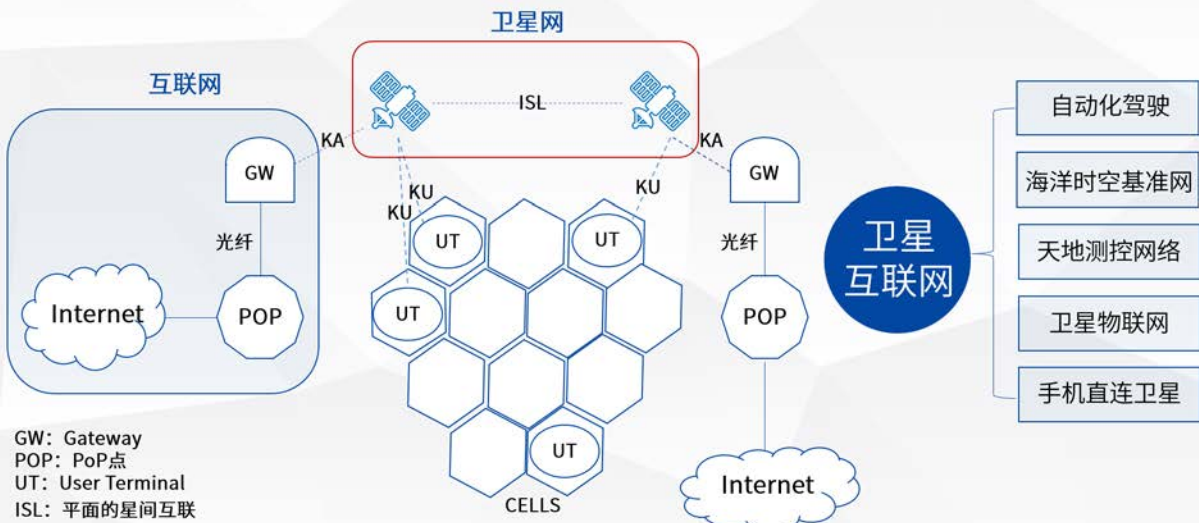 卫星网
互联网
ISL
KA
KA
GW
GW
KU
KU
KU
UT
UT
UT
UT
光纤
光纤
Internet
POP
POP
Internet
CELLS
GW：Gateway
POP：PoP点
UT：User Terminal
ISL：平面的星间互联
卫星
互联网
自动化驾驶
海洋时空基准网
天地测控网络
卫星物联网
手机直连卫星